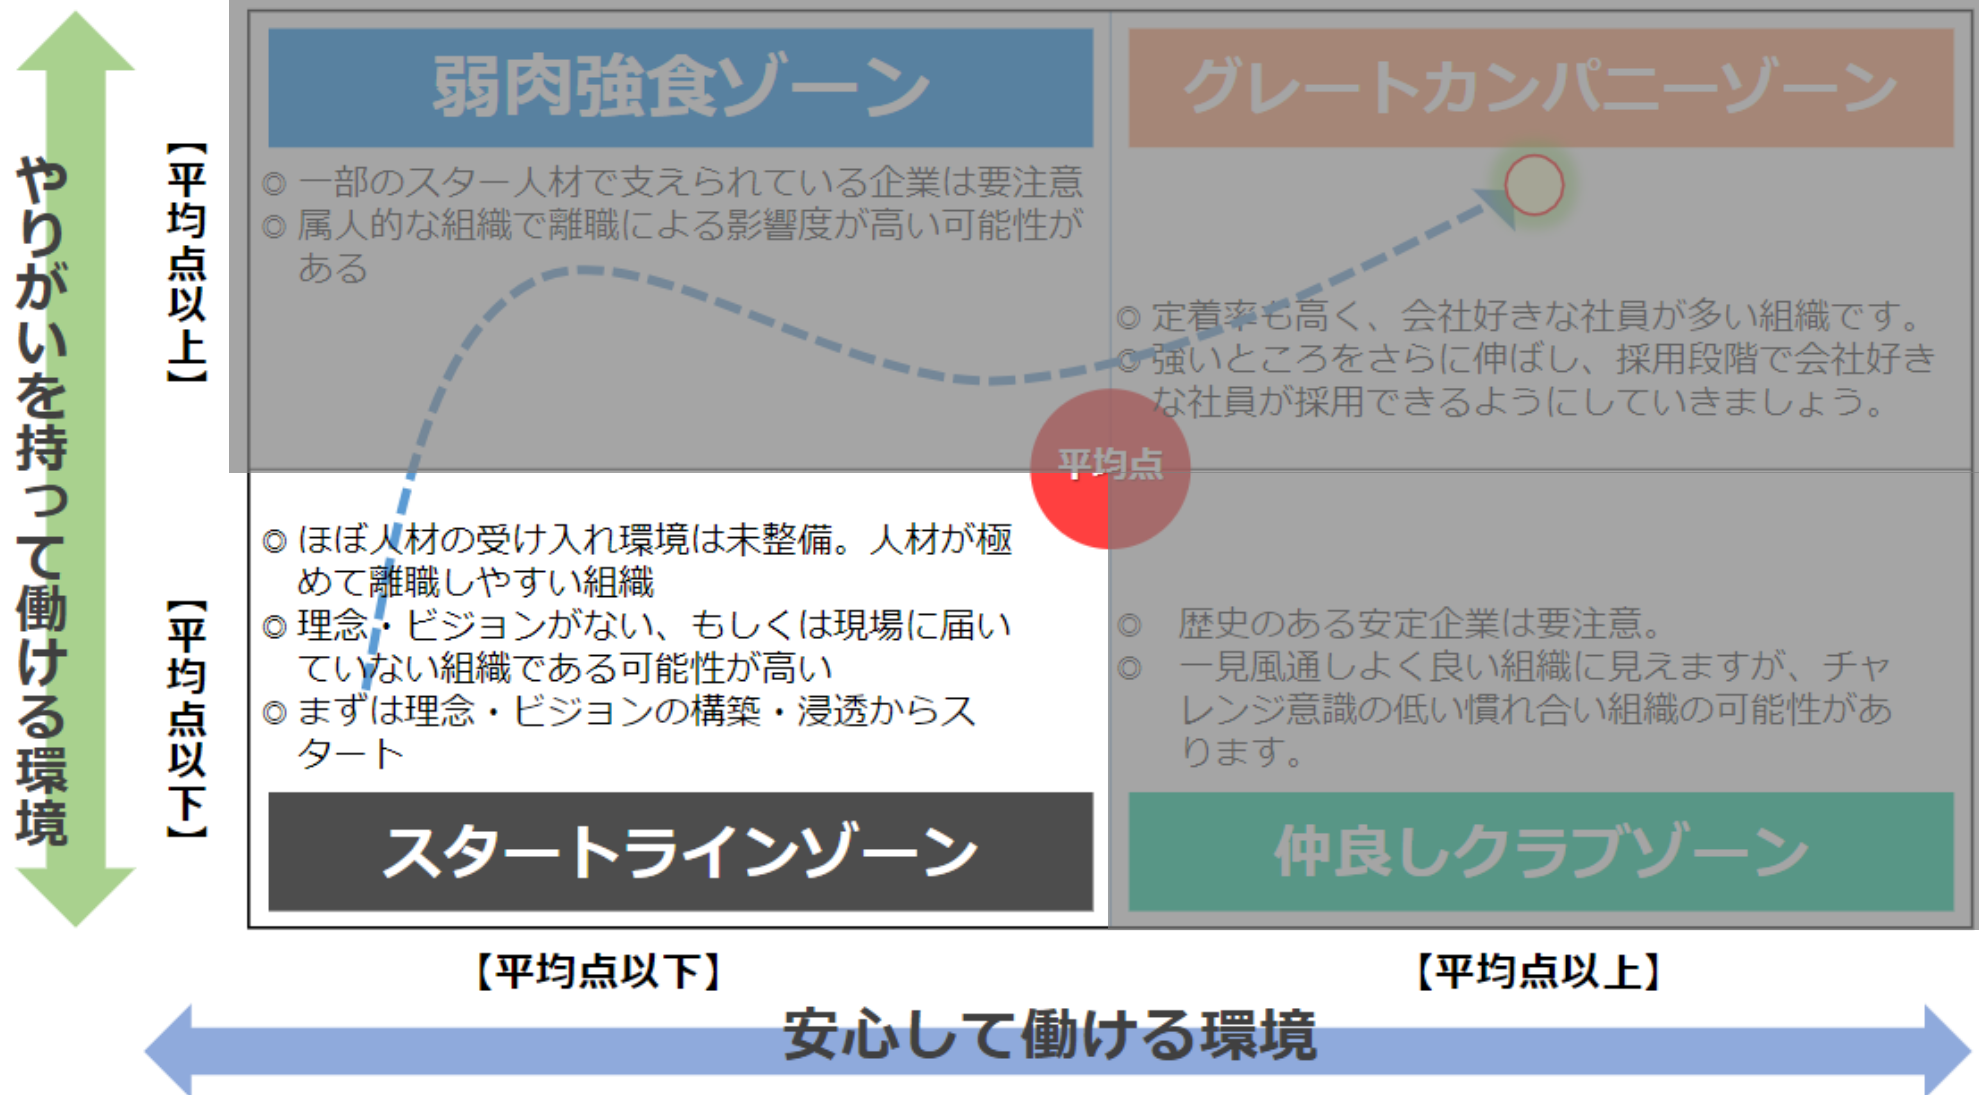 やりがいを持って働ける環境
【平均点以上】
弱肉強食ゾーン
◎ 一部のスター人材で支えられている企業は要注意
◎ 属人的な組織で離職による影響度が高い可能性が
ある
グレートカンパニーゾーン
◎ 定着率も高く、会社好きな社員が多い組織です。
◎ 強いところをさらに伸ばし、採用段階で会社好き
な社員が採用できるようにしていきましょう。
平均点
【平均点以下】
◎ ほぼ人材の受け入れ環境は未整備。人材が極
めて離職しやすい組織
◎ 理念・ビジョンがない、もしくは現場に届い
ていない組織である可能性が高い
◎ まずは理念・ビジョンの構築・浸透からス
タート
スタートラインゾーン
◎ 歴史のある安定企業は要注意。
◎ 一見風通しよく良い組織に見えますが、チャ
レンジ意識の低い慣れ合い組織の可能性があ
ります。
仲良しクラブゾーン
【平均点以下】
【平均点以上】
安心して働ける環境